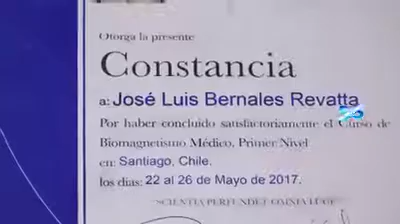 Otorga la presente
Constancia
a: José Luis Bernales Revatta
Por haber concluido satisfactoriamente el Curso de
Biomagnetismo Médico, Primer Nivel
en: Santiago, Chile.
los días: 22 al 26 de Mayo de 2017.